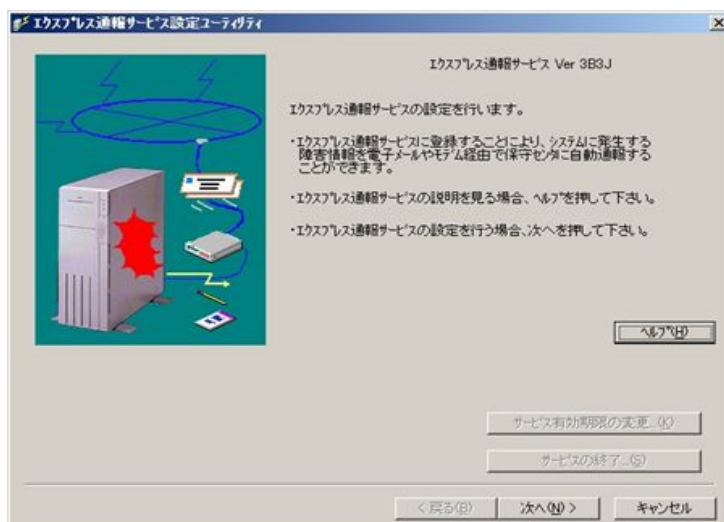 ｴｸｽﾌﾟﾚｽ通報ｻｰﾋﾞｽ設定ﾕｰﾃｨﾘﾃｨ
ｴｸｽﾌﾟﾚｽ通報ｻｰﾋﾞｽ Ver 3B3J
ｴｸｽﾌﾟﾚｽ通報ｻｰﾋﾞｽの設定を行います。
・ｴｸｽﾌﾟﾚｽ通報ｻｰﾋﾞｽに登録することにより、ｼｽﾃﾑに発生する
障害情報を電子ﾒｰﾙやﾓﾃﾞﾑ経由で保守ｾﾝﾀに自動通報する
ことができます。
・ｴｸｽﾌﾟﾚｽ通報ｻｰﾋﾞｽの説明を見る場合、ﾍﾙﾌﾟを押して下さい。
・ｴｸｽﾌﾟﾚｽ通報ｻｰﾋﾞｽの設定を行う場合、次へを押して下さい。
ﾍﾙﾌﾟ(H)
ｻｰﾋﾞｽ有効期限の変更...(K)
ｻｰﾋﾞｽの終了...(S)
< 戻る(B)
次へ(N) >
キャンセル